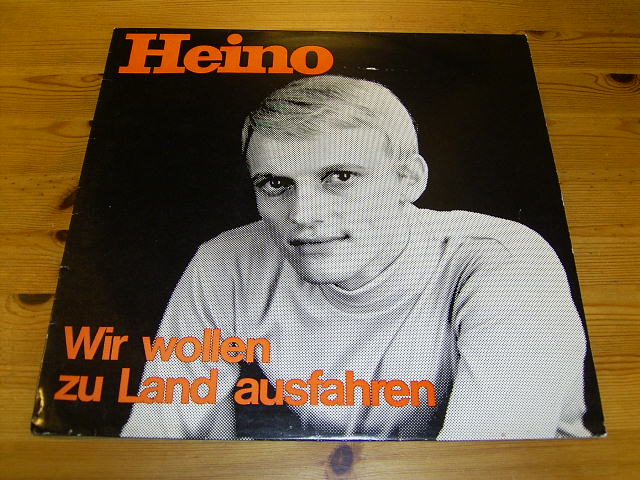 Heino
Wir wollen
zu Land ausfahren